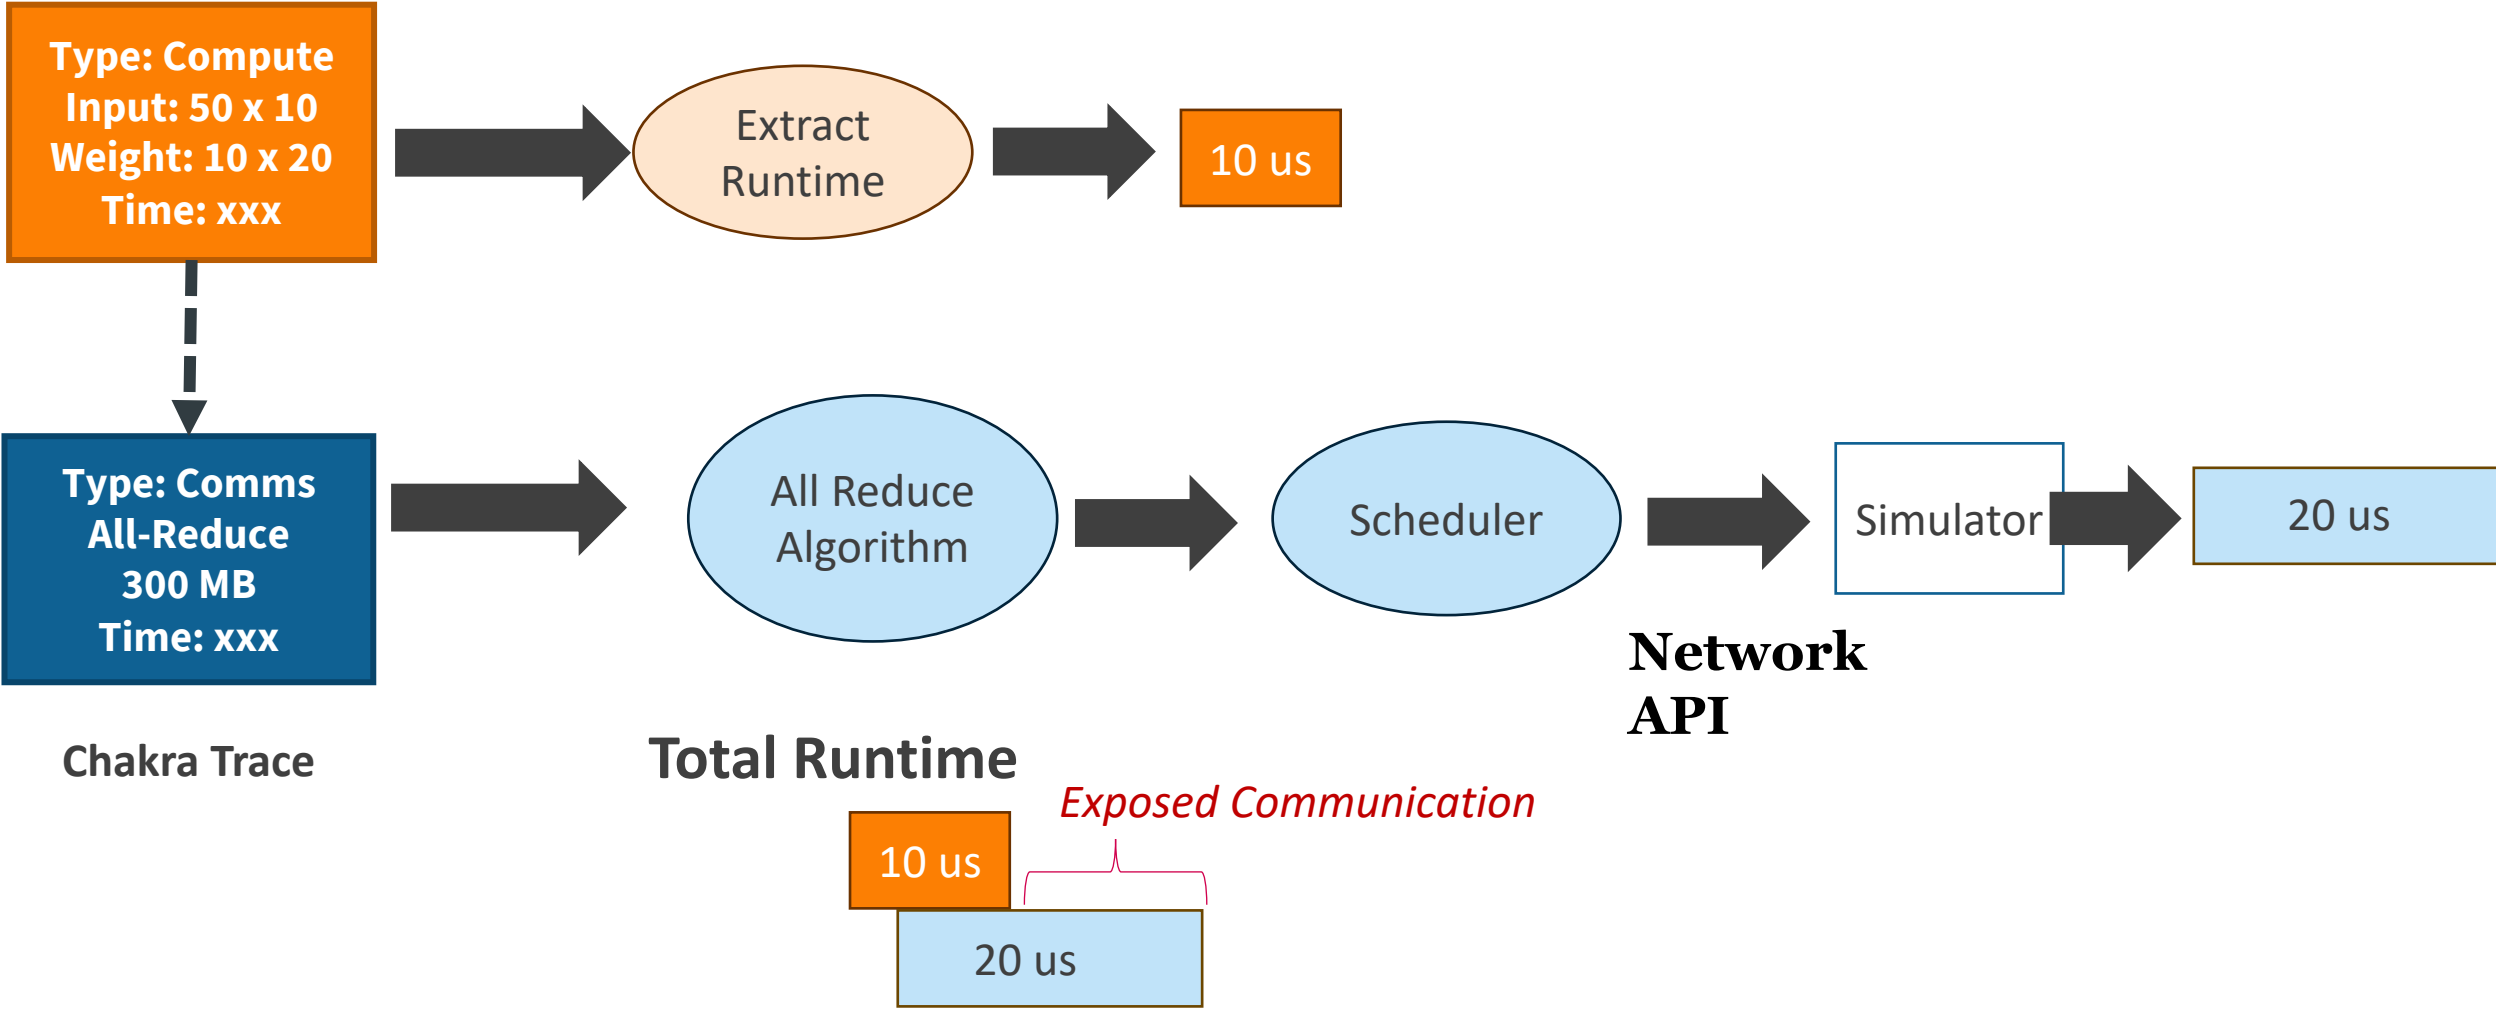 Type: Compute
Input: 50 x 10
Weight: 10 x 20
Time: xxx
Extract
Runtime
10 us
Type: Comms
All-Reduce
300 MB
Time: xxx
All Reduce
Algorithm
Scheduler
Simulator
20 us
Network
API
Chakra Trace
Total Runtime
Exposed Communication
10 us
20 us